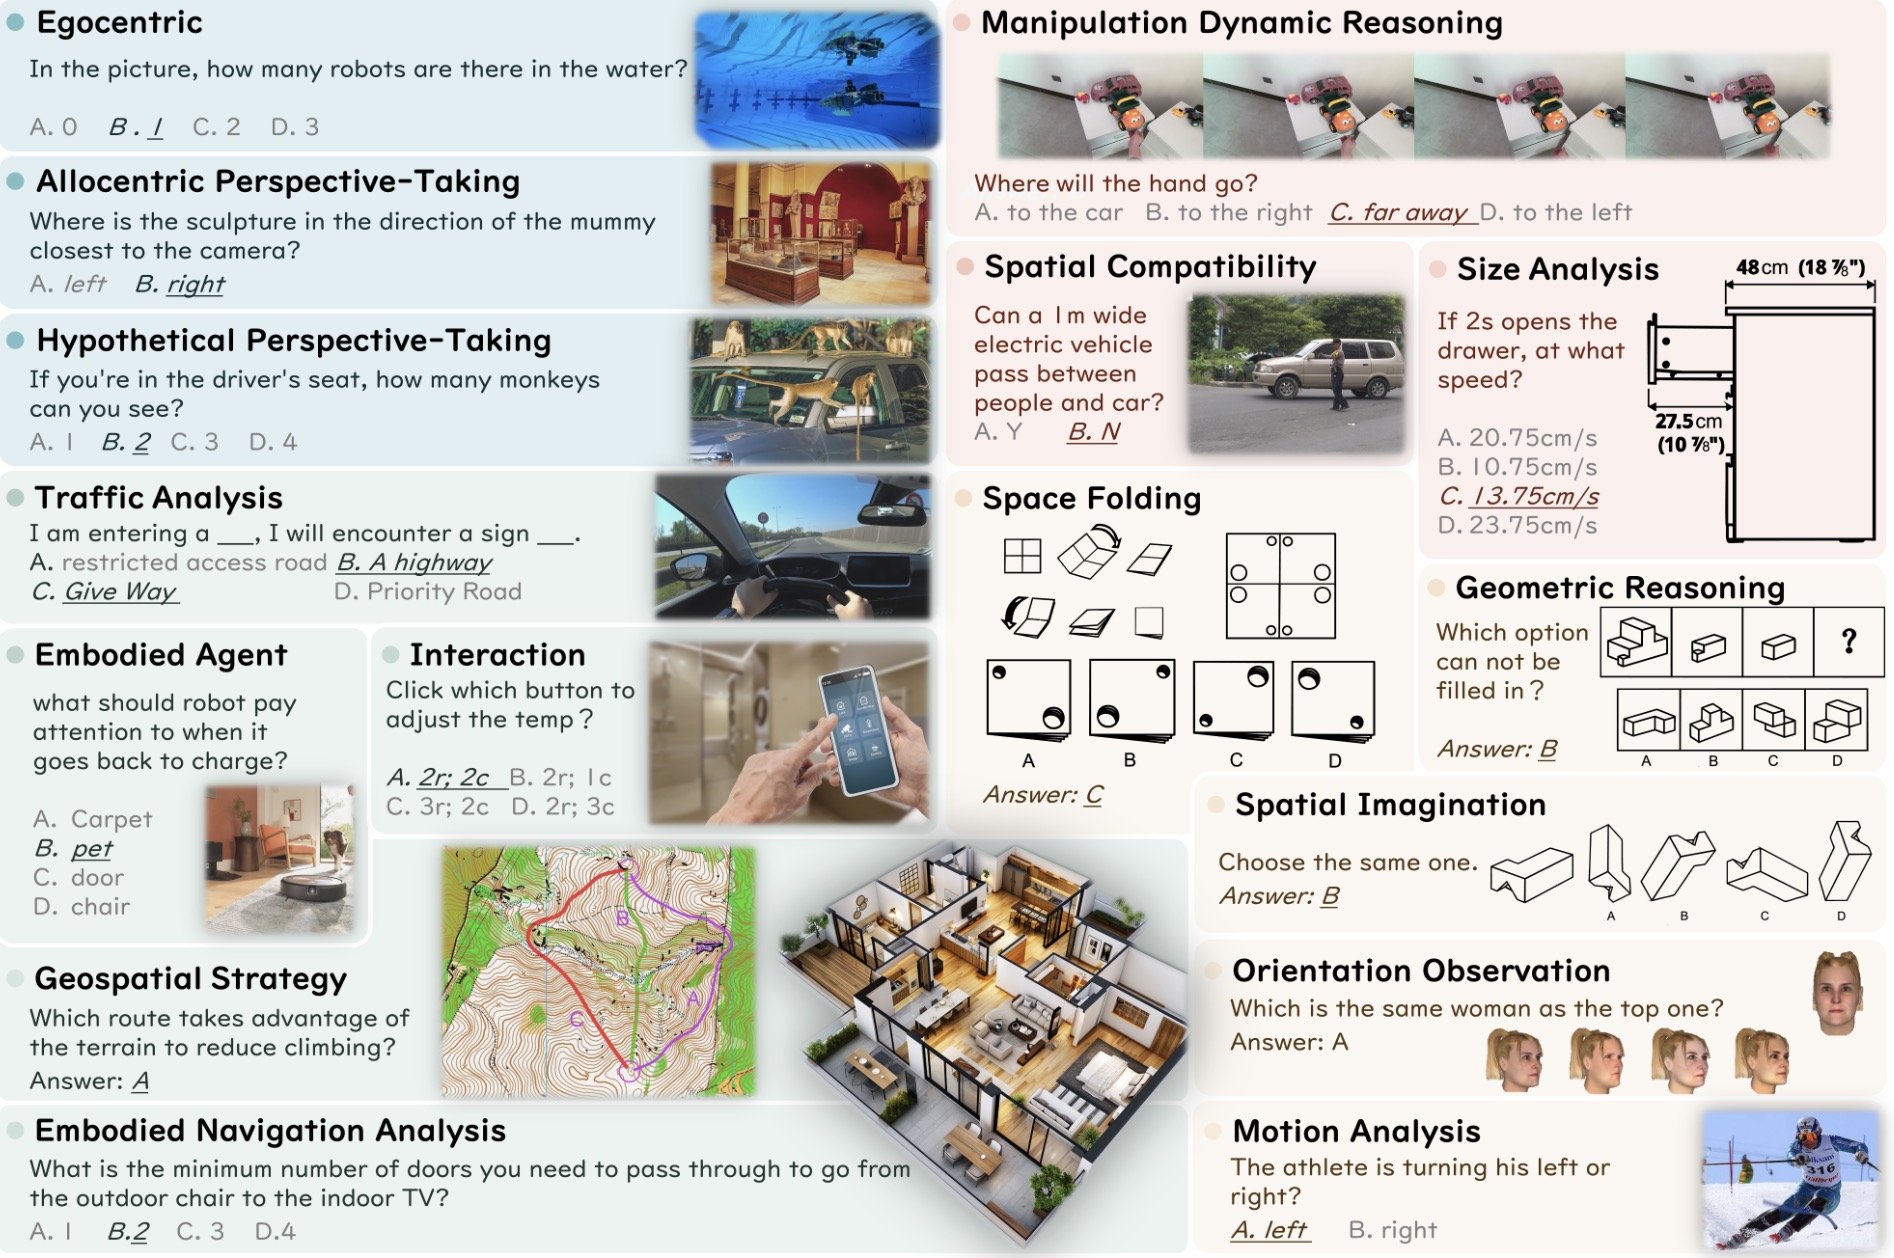 Egocentric
In the picture, how many robots are there in the water?
A. 0 B. 1 C. 2 D. 3
Allocentric Perspective-Taking
Where is the sculpture in the direction of the mummy
closest to the camera?
A. left B. right
Hypothetical Perspective-Taking
If you're in the driver's seat, how many monkeys
can you see?
A. 1 B. 2 C. 3 D. 4
Traffic Analysis
I am entering a ___, I will encounter a sign ___.
A. restricted access road B. A highway
C. Give Way D. Priority Road
Embodied Agent
what should robot pay
attention to when it
goes back to charge?
A. Carpet
B. pet
C. door
D. chair
Interaction
Click which button to
adjust the temp?
A. 2r; 2c B. 2r; 1c
C. 3r; 2c D. 2r; 3c
Geospatial Strategy
Which route takes advantage of
the terrain to reduce climbing?
Answer: A
B
A
C
Embodied Navigation Analysis
What is the minimum number of doors you need to pass through to go from
the outdoor chair to the indoor TV?
A. 1 B.2 C. 3 D.4
Manipulation Dynamic Reasoning
Where will the hand go?
A. to the car B. to the right C. far away D. to the left
Spatial Compatibility
Can a 1m wide
electric vehicle
pass between
people and car?
A. Y B. N
Size Analysis
If 2s opens the
drawer, at what
speed?
A. 20.75cm/s
B. 10.75cm/s
C. 13.75cm/s
D. 23.75cm/s
48cm (18 ⅞")
27.5cm
(10 ⅞")
Space Folding
A B C D
Answer: C
Geometric Reasoning
Which option
can not be
filled in?
Answer: B
?
A B C D
Spatial Imagination
Choose the same one.
Answer: B
A B C D
Orientation Observation
Which is the same woman as the top one?
Answer: A
Motion Analysis
The athlete is turning his left or
right?
A. left B. right
316